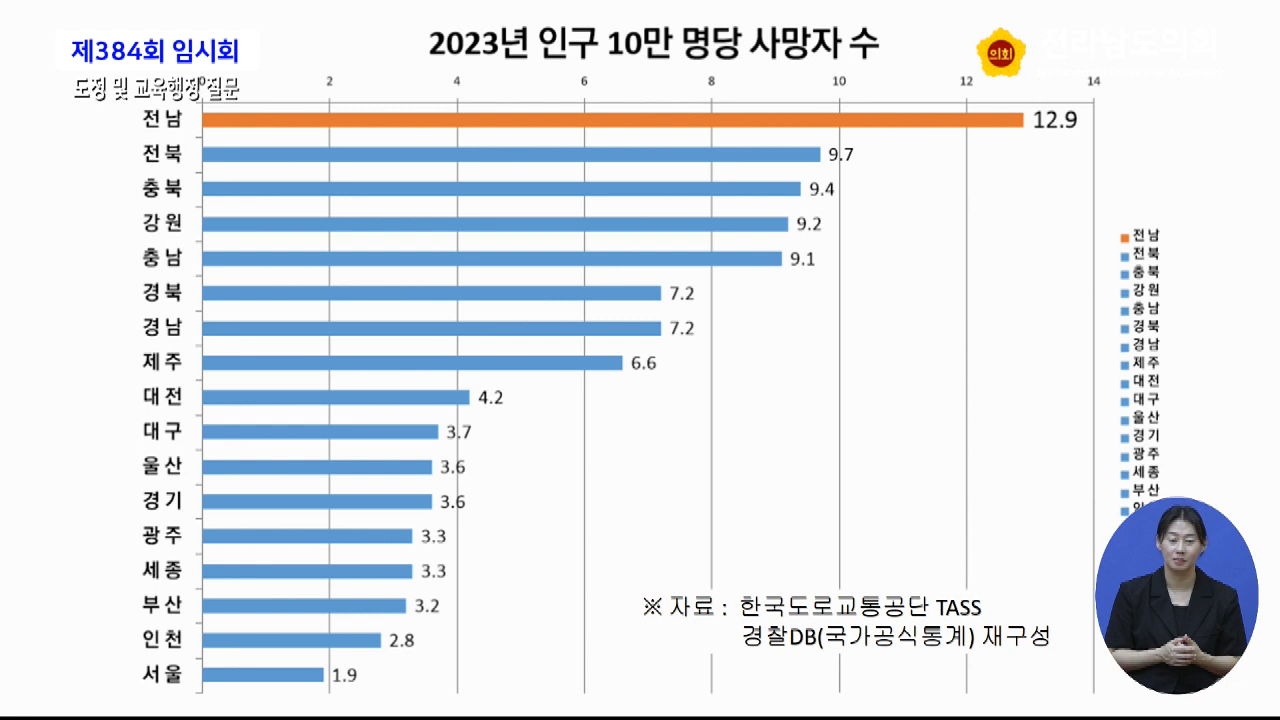 제384회 임시회
도정 및 교육행정 질문
2023년 인구 10만 명당 사망자 수
의회 전라남도의회
0 2 4 6 8 10 12 14
전남 12.9
전북 9.7
충북 9.4
강원 9.2
충남 9.1
경북 7.2
경남 7.2
제주 6.6
대전 4.2
대구 3.7
울산 3.6
경기 3.6
광주 3.3
세종 3.3
부산 3.2
인천 2.8
서울 1.9
전남
전북
충북
강원
충남
경북
경남
제주
대전
대구
울산
경기
광주
세종
부산
※ 자료 : 한국도로교통공단 TASS
경찰DB(국가공식통계) 재구성